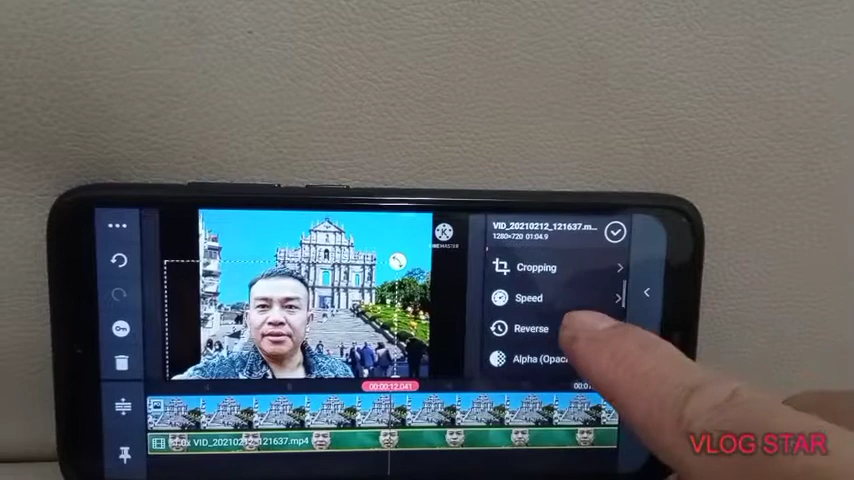 KINEMASTER
VID_20210212_121637.m...
1280×720 01:04.9
Cropping
Speed
Reverse
Alpha (Opac
00:00:12.041
VID_20210212_121637.mp4
VLOG STAR